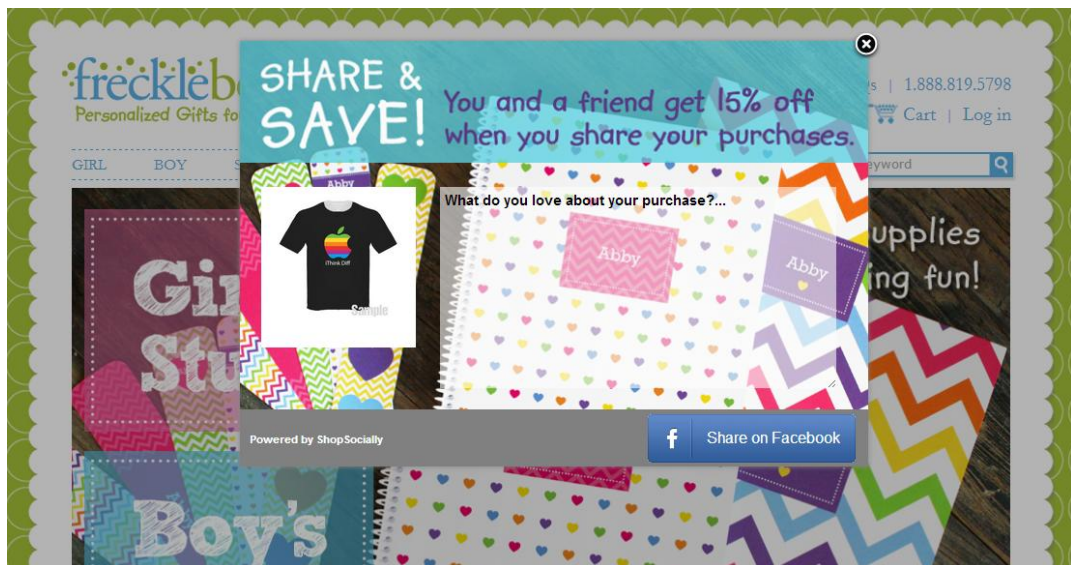 freckleb
Personalized Gifts fo
s | 1.888.819.5798
Cart | Log in
GIRL BOY S
eyword
SHARE &
SAVE!
You and a friend get 15% off
when you share your purchases.
Abby
What do you love about your purchase?...
iThink.Diff
Sample
Abby
Abby
Gir
Stu
upplies
ing fun!
Powered by ShopSocially
f Share on Facebook
Boy's